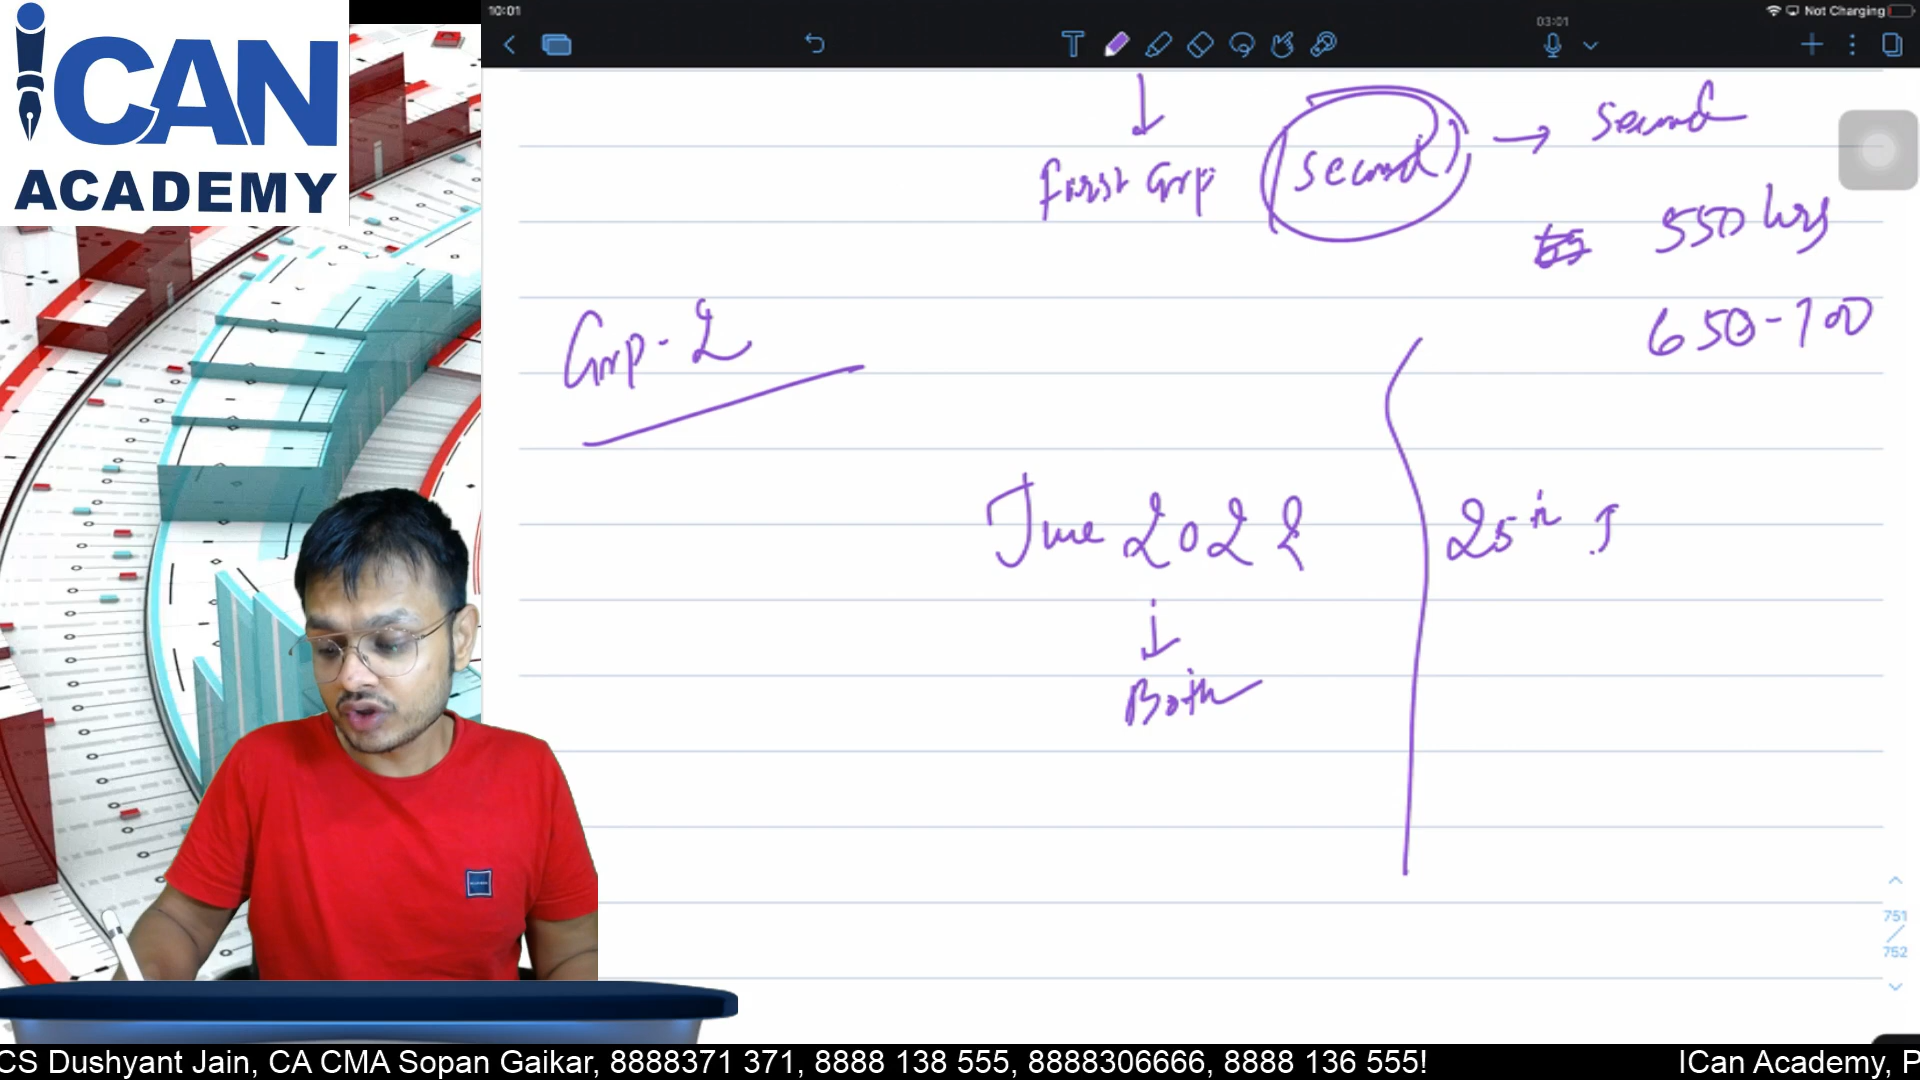 iCAN
ACADEMY
10:01
Not Charging
03:01
First Grp
second
→ second
550 hrs
650-700
Grp-2
June 2022
25th J
Both
751
752
CS Dushyant Jain, CA CMA Sopan Gaikar, 8888371 371, 8888 138 555, 8888306666, 8888 136 555!
ICan Academy, P